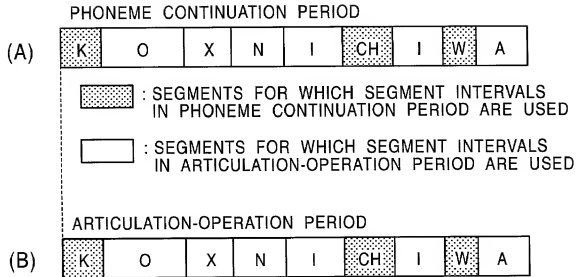 PHONEME CONTINUATION PERIOD
(A) K O X N I CH I W A
: SEGMENTS FOR WHICH SEGMENT INTERVALS
IN PHONEME CONTINUATION PERIOD ARE USED
: SEGMENTS FOR WHICH SEGMENT INTERVALS
IN ARTICULATION-OPERATION PERIOD ARE USED
ARTICULATION-OPERATION PERIOD
(B) K O X N I CH I W A